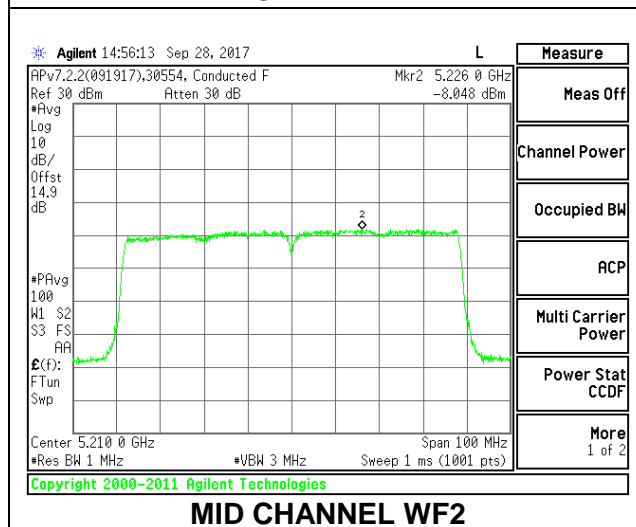 Agilent 14:56:13 Sep 28, 2017 L
Measure
APv7.2.2(091917),30554, Conducted F Mkr2 5.226 0 GHz
Ref 30 dBm Atten 30 dB -8.048 dBm
#Avg
Log
10
dB/
Offst
14.9
dB
2
#PAvg
100
W1 S2
S3 FS
AA
£(f):
FTun
Swp
Center 5.210 0 GHz Span 100 MHz
#Res BW 1 MHz #VBW 3 MHz Sweep 1 ms (1001 pts)
Copyright 2000-2011 Agilent Technologies
Meas Off
Channel Power
Occupied BW
ACP
Multi Carrier
Power
Power Stat
CCDF
More
1 of 2
MID CHANNEL WF2